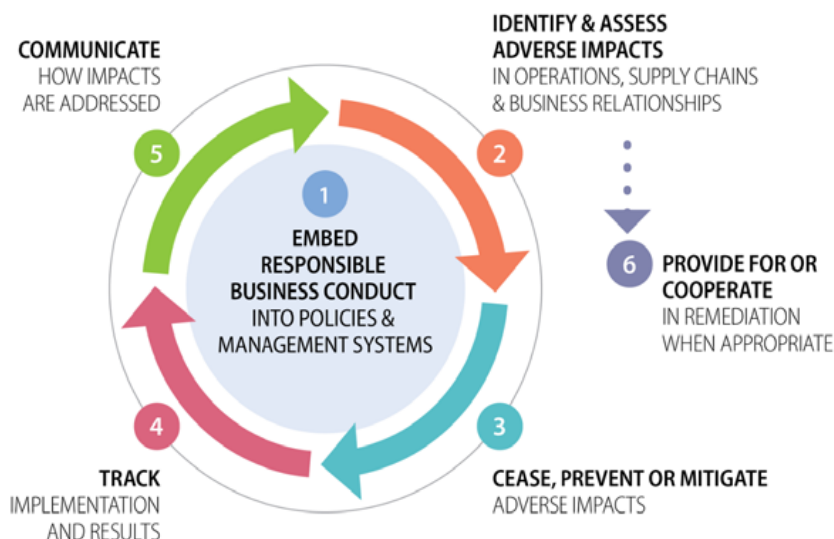 1
EMBED
RESPONSIBLE
BUSINESS CONDUCT
INTO POLICIES &
MANAGEMENT SYSTEMS
2
IDENTIFY & ASSESS
ADVERSE IMPACTS
IN OPERATIONS, SUPPLY CHAINS
& BUSINESS RELATIONSHIPS
3
CEASE, PREVENT OR MITIGATE
ADVERSE IMPACTS
4
TRACK
IMPLEMENTATION
AND RESULTS
5
COMMUNICATE
HOW IMPACTS
ARE ADDRESSED
6
PROVIDE FOR OR
COOPERATE
IN REMEDIATION
WHEN APPROPRIATE